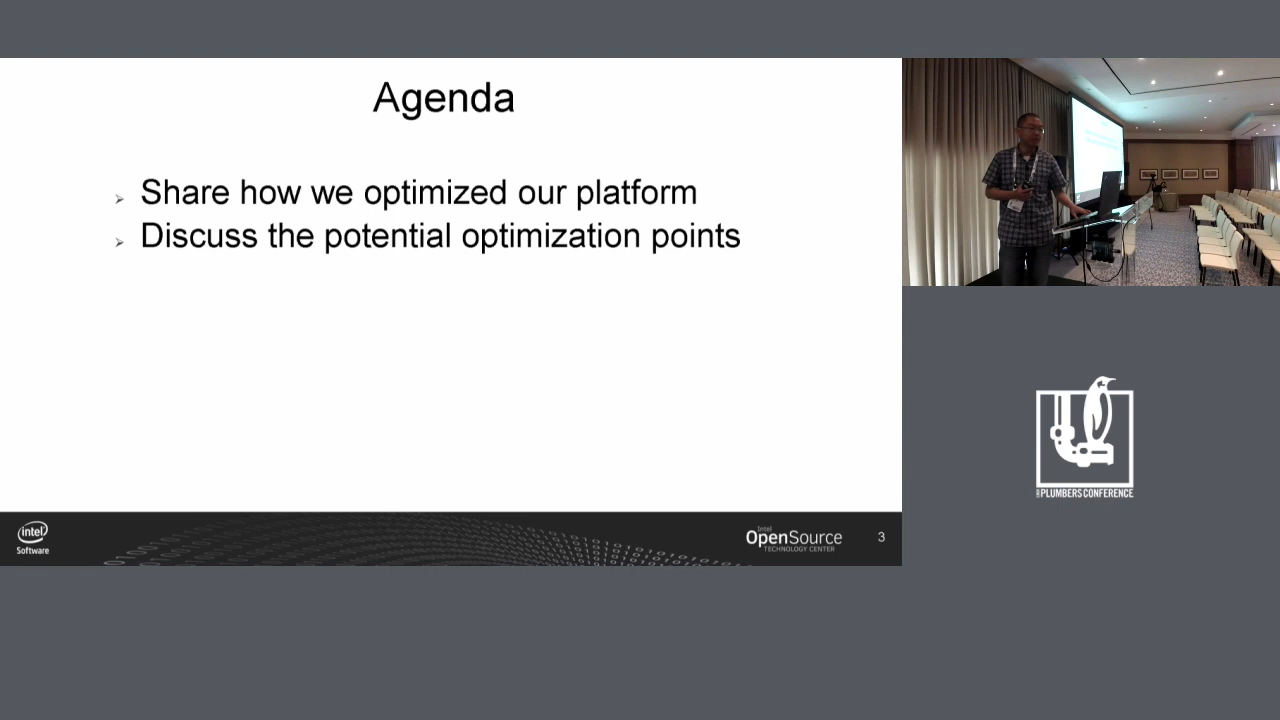 Agenda
Share how we optimized our platform
Discuss the potential optimization points
intel
Software
Intel
OpenSource
TECHNOLOGY CENTER
3
PLUMBERS CONFERENCE